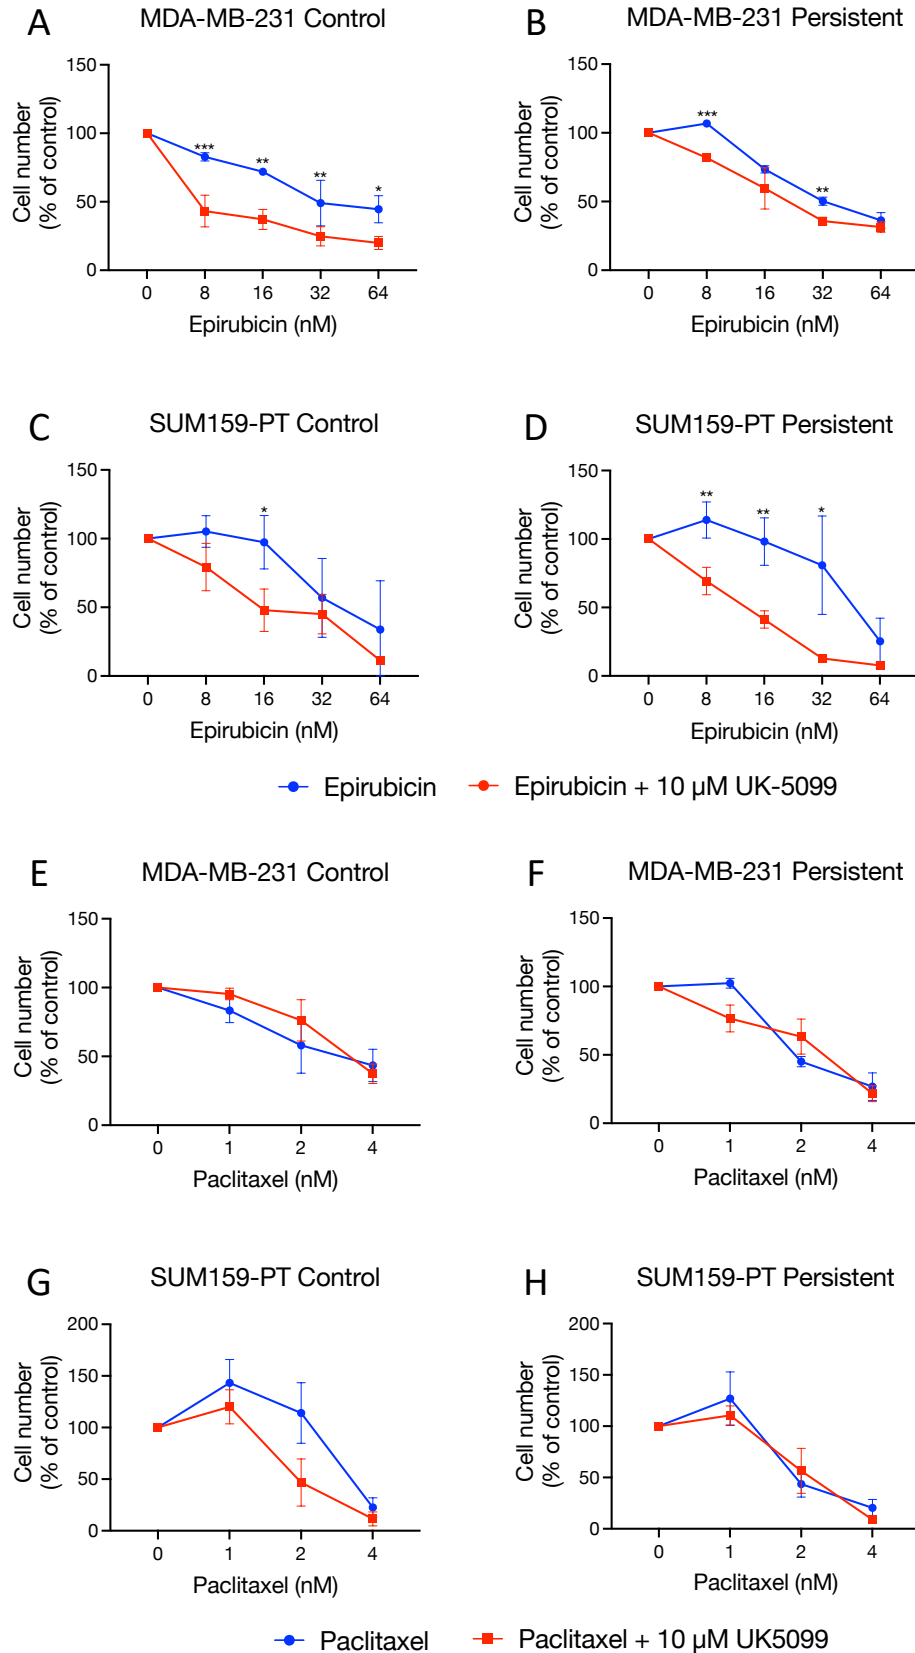 A MDA-MB-231 Control
150
100
50
0
Cell number
(% of control)
***
**
**
*
0 8 16 32 64
Epirubicin (nM)
B MDA-MB-231 Persistent
150
100
50
0
Cell number
(% of control)
***
**
0 8 16 32 64
Epirubicin (nM)
C SUM159-PT Control
150
100
50
0
Cell number
(% of control)
*
0 8 16 32 64
Epirubicin (nM)
D SUM159-PT Persistent
150
100
50
0
Cell number
(% of control)
**
**
*
0 8 16 32 64
Epirubicin (nM)
Epirubicin Epirubicin + 10 µM UK-5099
E MDA-MB-231 Control
150
100
50
0
Cell number
(% of control)
0 1 2 4
Paclitaxel (nM)
F MDA-MB-231 Persistent
150
100
50
0
Cell number
(% of control)
0 1 2 4
Paclitaxel (nM)
G SUM159-PT Control
200
150
100
50
0
Cell number
(% of control)
0 1 2 4
Paclitaxel (nM)
H SUM159-PT Persistent
200
150
100
50
0
Cell number
(% of control)
0 1 2 4
Paclitaxel (nM)
Paclitaxel Paclitaxel + 10 µM UK5099